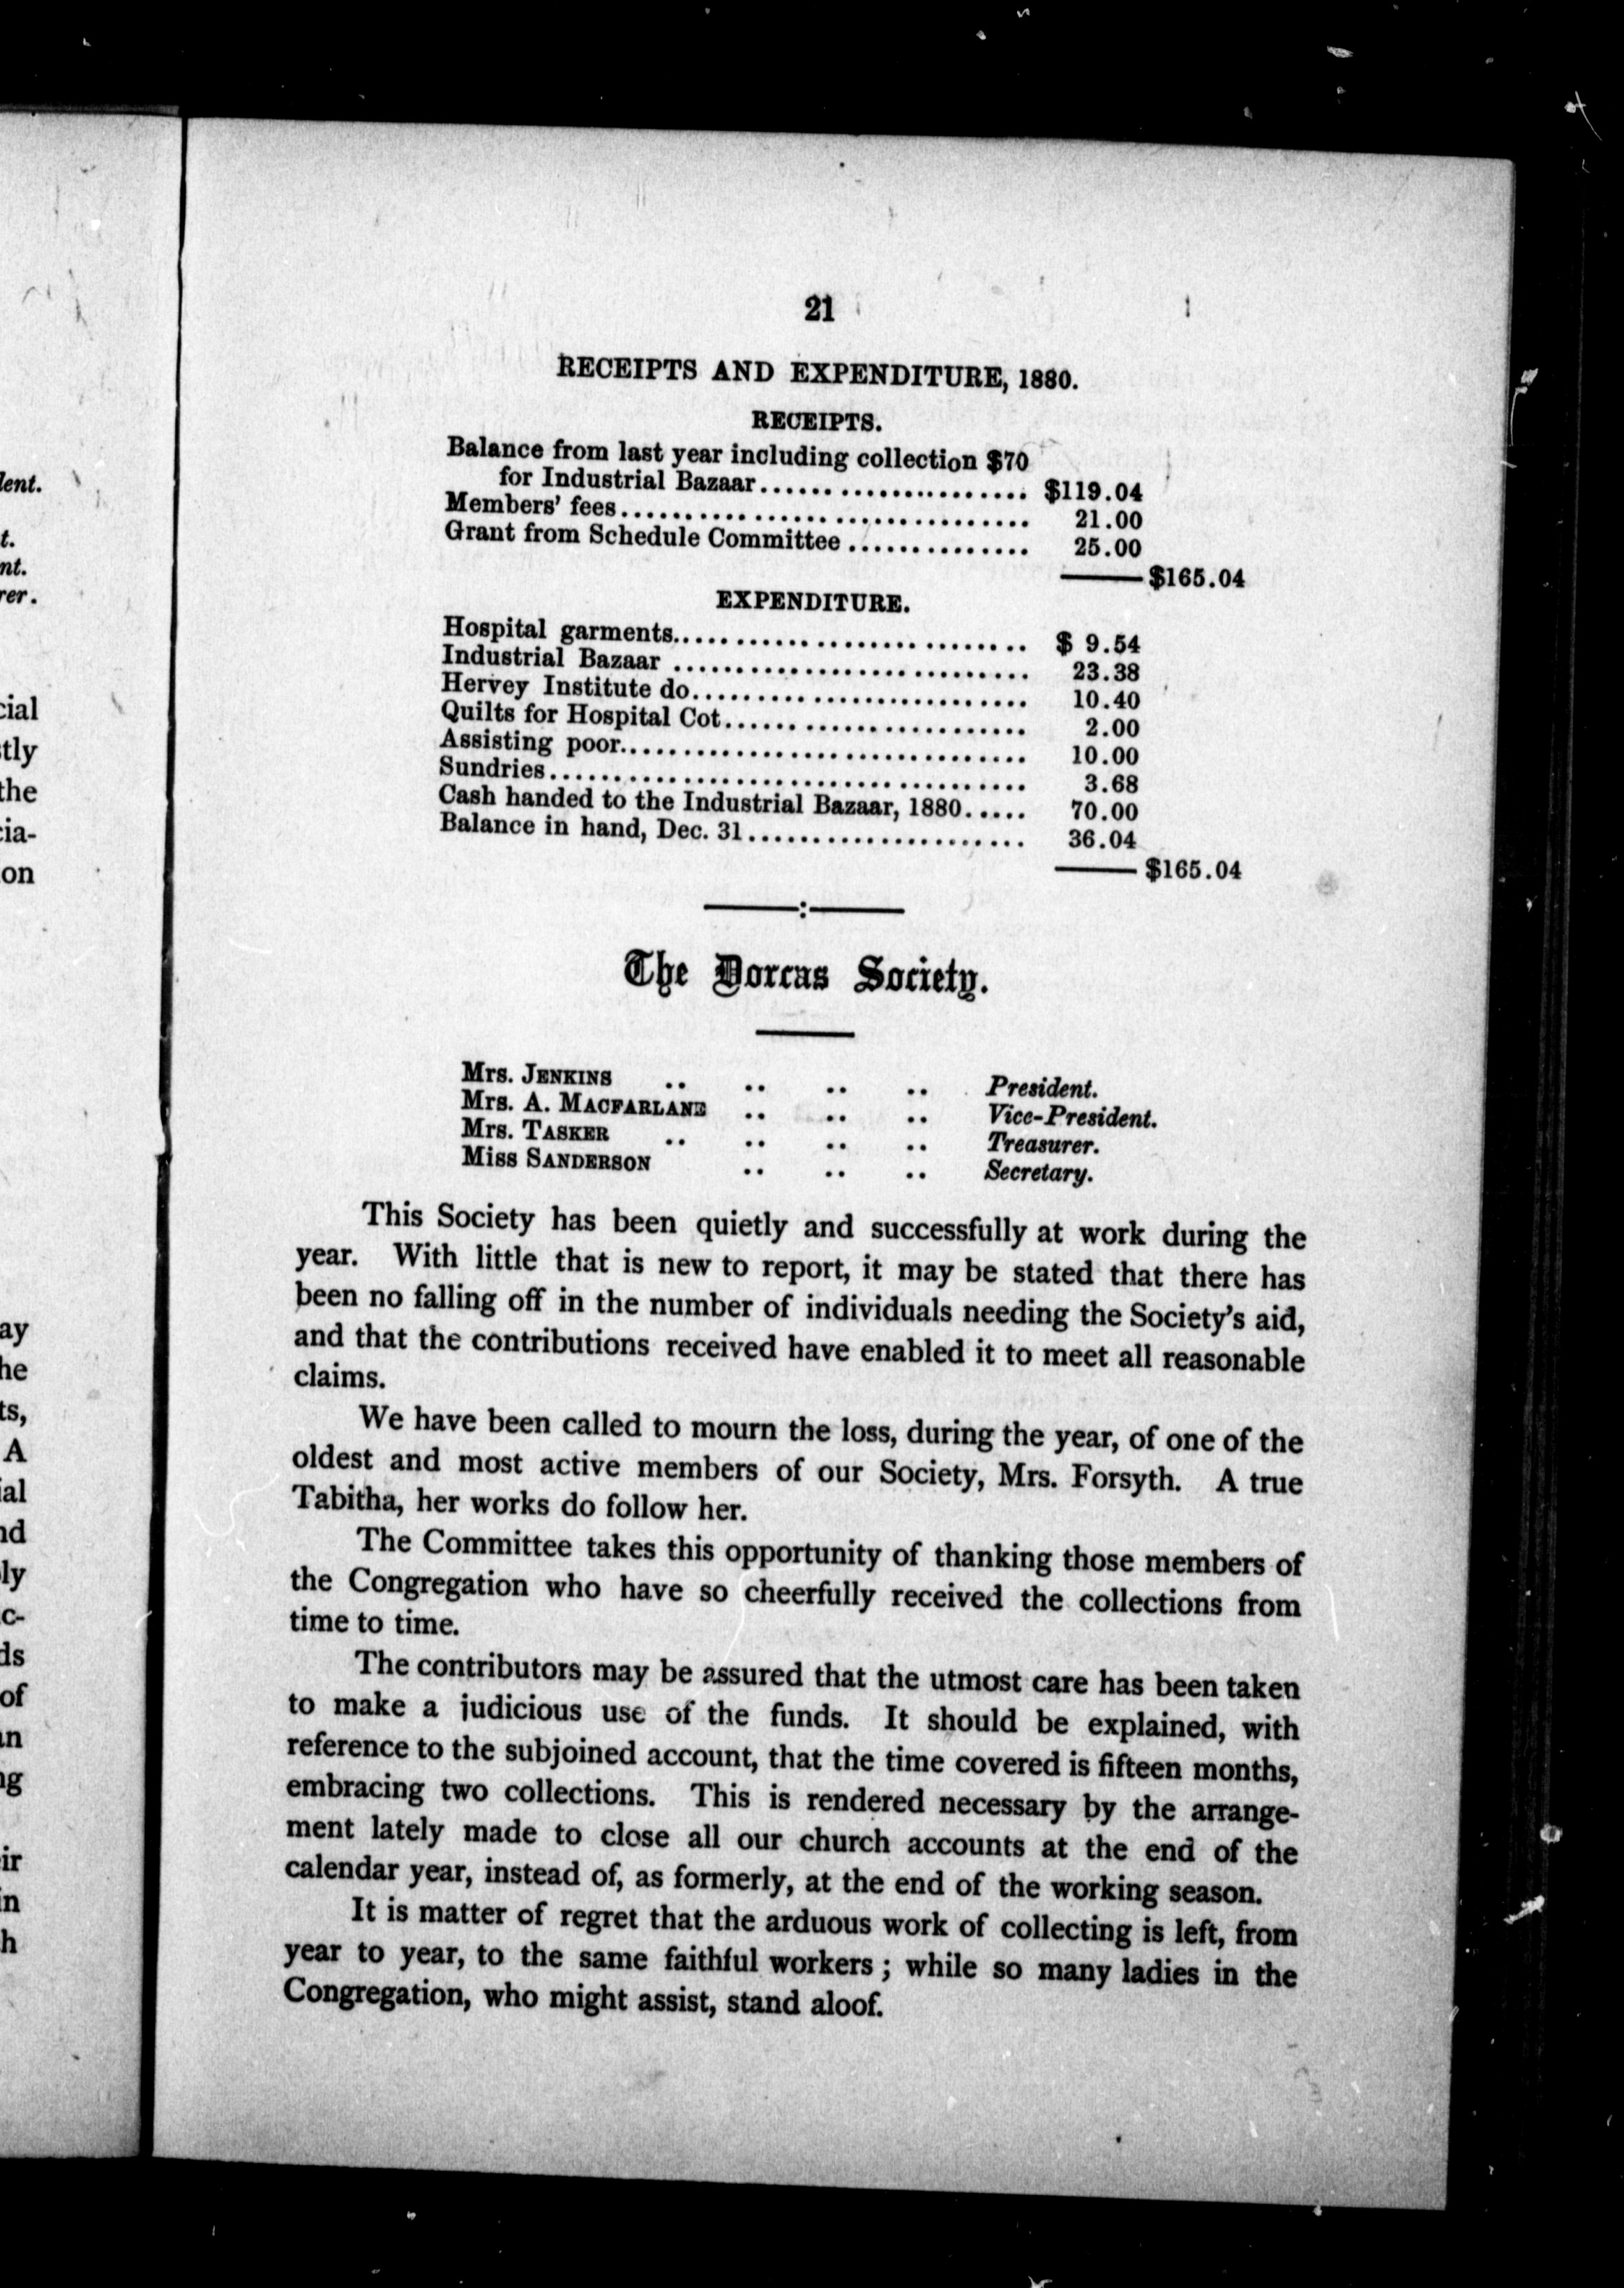 21
RECEIPTS AND EXPENDITURE, 1880.
RECEIPTS.
Balance from last year including collection $70
for Industrial Bazaar...................... $119.04
Members' fees................................ 21.00
Grant from Schedule Committee .............. 25.00
$165.04
EXPENDITURE.
Hospital garments............................ $ 9.54
Industrial Bazaar ............................ 23.38
Hervey Institute do........................... 10.40
Quilts for Hospital Cot........................ 2.00
Assisting poor................................ 10.00
Sundries...................................... 3.68
Cash handed to the Industrial Bazaar, 1880..... 70.00
Balance in hand, Dec. 31...................... 36.04
$165.04
The Dorcas Society.
Mrs. JENKINS .. .. .. .. President.
Mrs. A. MACFARLANE .. .. .. Vice-President.
Mrs. TASKER .. .. .. .. Treasurer.
Miss SANDERSON .. .. .. Secretary.
This Society has been quietly and successfully at work during the
year. With little that is new to report, it may be stated that there has
been no falling off in the number of individuals needing the Society's aid,
and that the contributions received have enabled it to meet all reasonable
claims.
We have been called to mourn the loss, during the year, of one of the
oldest and most active members of our Society, Mrs. Forsyth. A true
Tabitha, her works do follow her.
The Committee takes this opportunity of thanking those members of
the Congregation who have so cheerfully received the collections from
time to time.
The contributors may be assured that the utmost care has been taken
to make a judicious use of the funds. It should be explained, with
reference to the subjoined account, that the time covered is fifteen months,
embracing two collections. This is rendered necessary by the arrange-
ment lately made to close all our church accounts at the end of the
calendar year, instead of, as formerly, at the end of the working season.
It is matter of regret that the arduous work of collecting is left, from
year to year, to the same faithful workers ; while so many ladies in the
Congregation, who might assist, stand aloof.